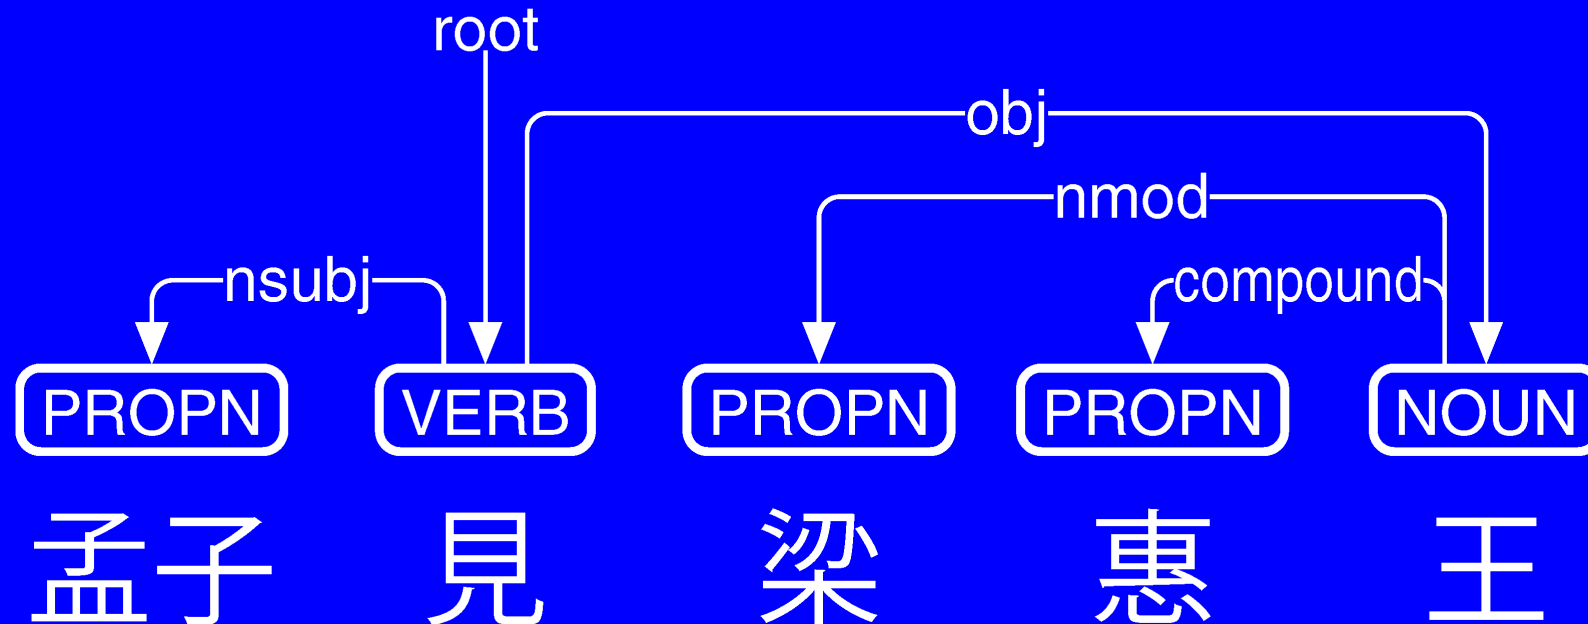 root
obj
nmod
nsubj compound
PROPN VERB PROPN PROPN NOUN
孟子 見 梁 惠 王